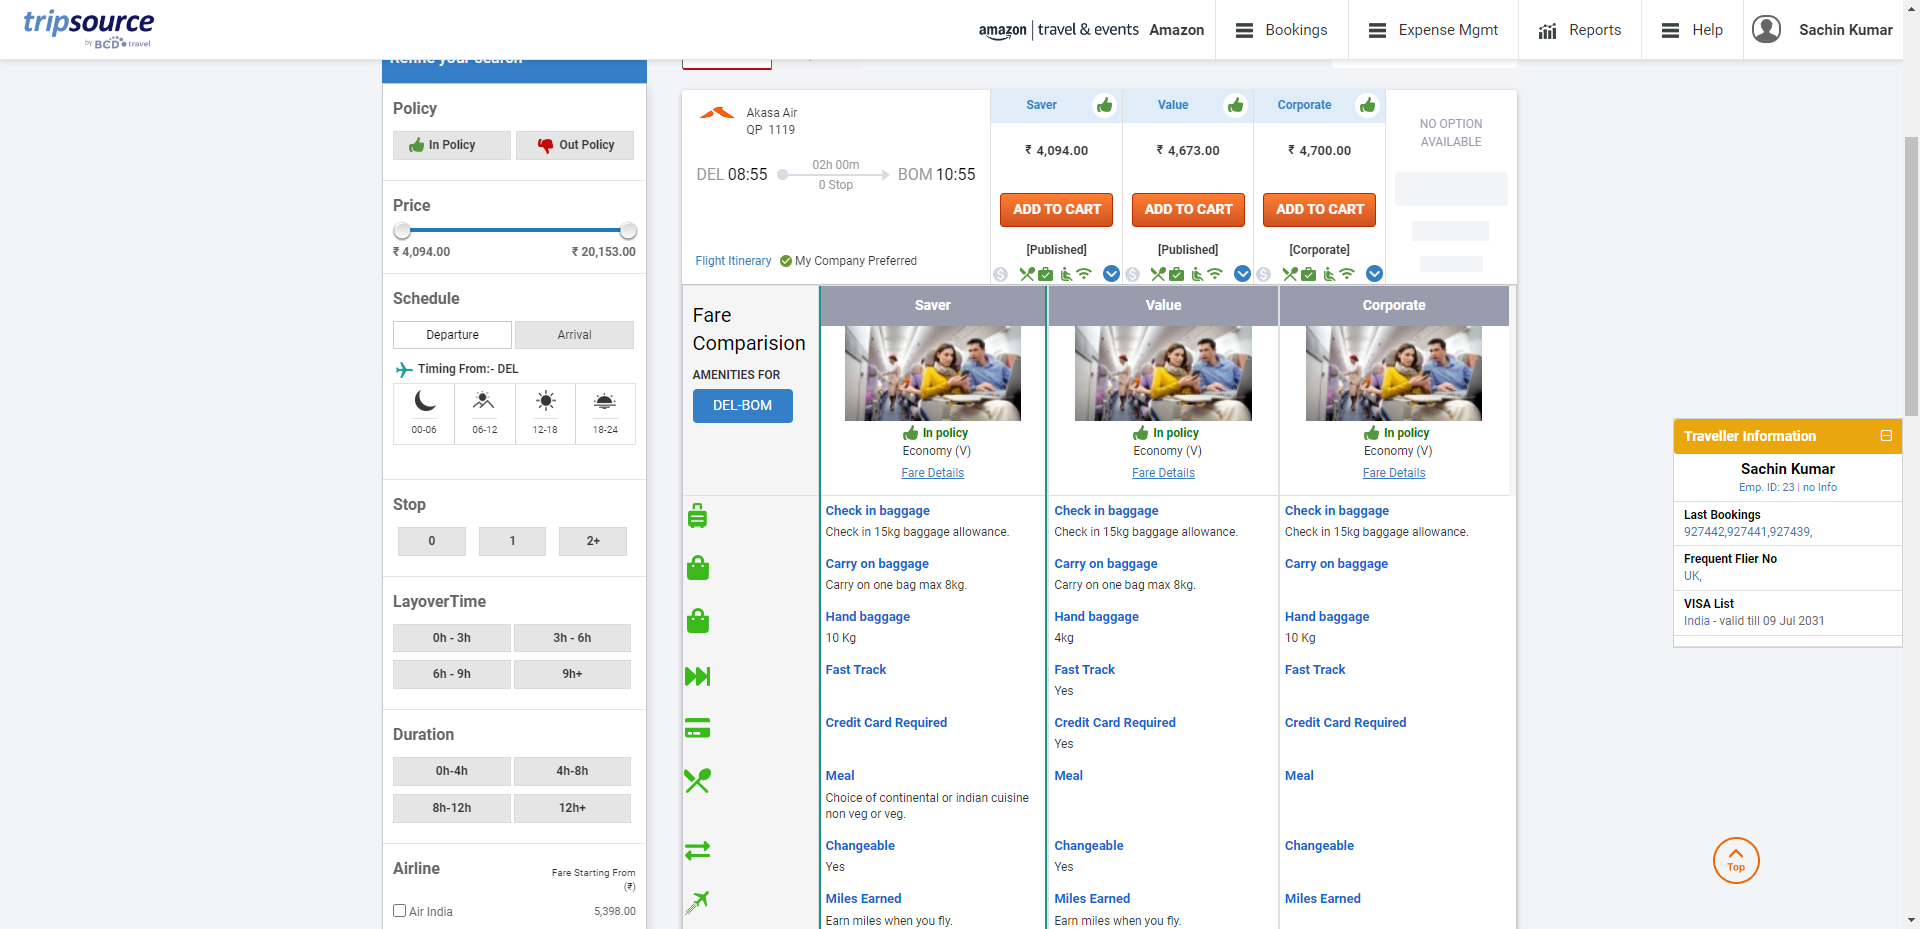 tripsource
by BCD travel
amazon | travel & events Amazon
Bookings
Expense Mgmt
Reports
Help
Sachin Kumar
Refine your search
Policy
In Policy
Out Policy
Price
₹ 4,094.00
₹ 20,153.00
Schedule
Departure
Arrival
Timing From:- DEL
00-06
06-12
12-18
18-24
Stop
0
1
2+
LayoverTime
0h - 3h
3h - 6h
6h - 9h
9h+
Duration
0h-4h
4h-8h
8h-12h
12h+
Airline
Fare Starting From
(₹)
Air India
5,398.00
Akasa Air
QP 1119
DEL 08:55
02h 00m
0 Stop
BOM 10:55
Flight Itinerary
My Company Preferred
Saver
₹ 4,094.00
ADD TO CART
[Published]
Value
₹ 4,673.00
ADD TO CART
[Published]
Corporate
₹ 4,700.00
ADD TO CART
[Corporate]
NO OPTION
AVAILABLE
Fare
Comparision
AMENITIES FOR
DEL-BOM
Saver
In policy
Economy (V)
Fare Details
Check in baggage
Check in 15kg baggage allowance.
Carry on baggage
Carry on one bag max 8kg.
Hand baggage
10 Kg
Fast Track
Credit Card Required
Meal
Choice of continental or indian cuisine
non veg or veg.
Changeable
Yes
Miles Earned
Earn miles when you fly.
Value
In policy
Economy (V)
Fare Details
Check in baggage
Check in 15kg baggage allowance.
Carry on baggage
Carry on one bag max 8kg.
Hand baggage
4kg
Fast Track
Yes
Credit Card Required
Yes
Meal
Changeable
Yes
Miles Earned
Earn miles when you fly.
Corporate
In policy
Economy (V)
Fare Details
Check in baggage
Check in 15kg baggage allowance.
Carry on baggage
Hand baggage
10 Kg
Fast Track
Credit Card Required
Meal
Changeable
Miles Earned
Traveller Information
Sachin Kumar
Emp. ID: 23 | no Info
Last Bookings
927442,927441,927439,
Frequent Flier No
UK,
VISA List
India - valid till 09 Jul 2031
Top